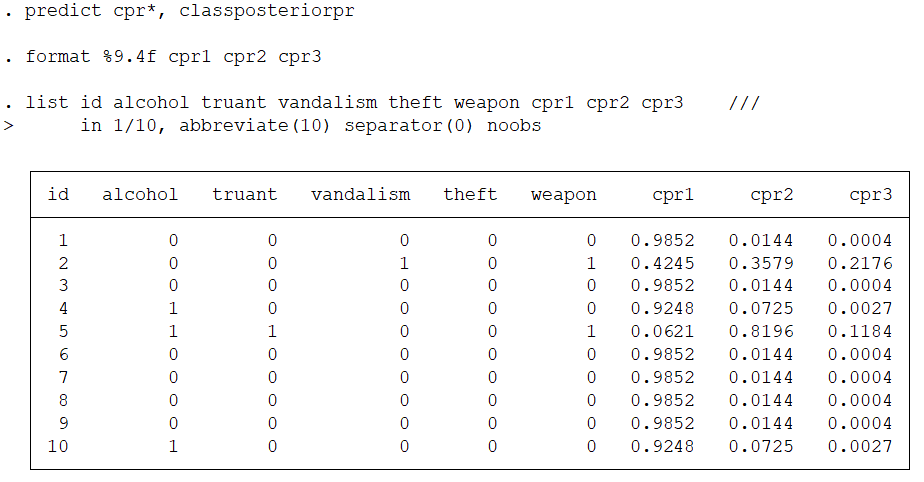 . predict cpr*, classposteriorpr
. format %9.4f cpr1 cpr2 cpr3
. list id alcohol truant vandalism theft weapon cpr1 cpr2 cpr3 ///
> in 1/10, abbreviate(10) separator(0) noobs
id alcohol truant vandalism theft weapon cpr1 cpr2 cpr3
1 0 0 0 0 0 0.9852 0.0144 0.0004
2 0 0 1 0 1 0.4245 0.3579 0.2176
3 0 0 0 0 0 0.9852 0.0144 0.0004
4 1 0 0 0 0 0.9248 0.0725 0.0027
5 1 1 0 0 1 0.0621 0.8196 0.1184
6 0 0 0 0 0 0.9852 0.0144 0.0004
7 0 0 0 0 0 0.9852 0.0144 0.0004
8 0 0 0 0 0 0.9852 0.0144 0.0004
9 0 0 0 0 0 0.9852 0.0144 0.0004
10 1 0 0 0 0 0.9248 0.0725 0.0027